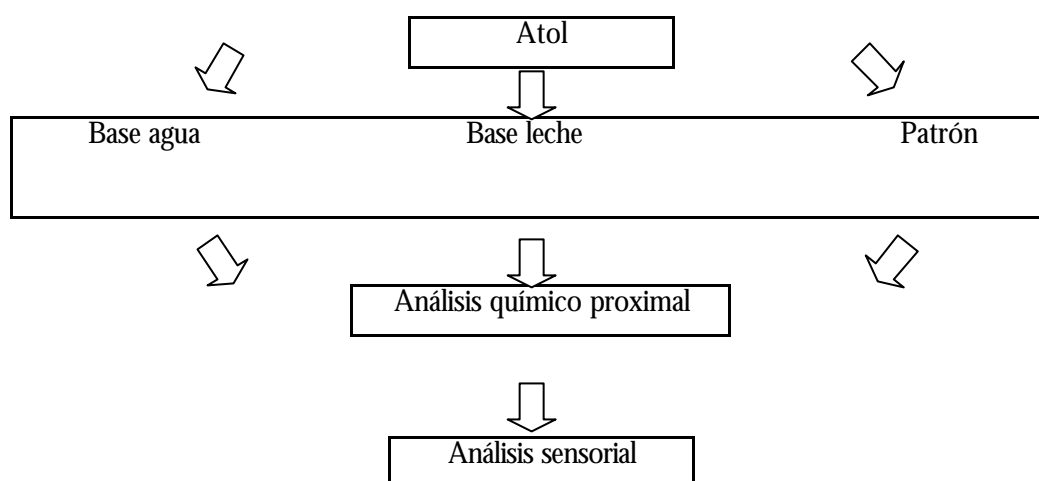 Atol
Base agua Base leche Patrón
Análisis químico proximal
Análisis sensorial